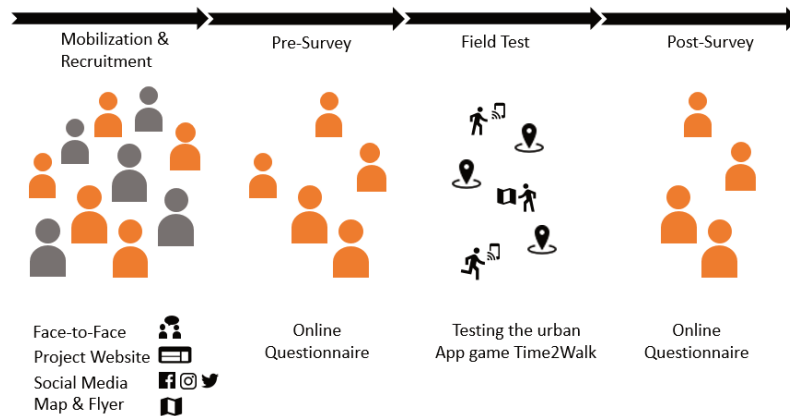 Mobilization &
Recruitment
Pre-Survey
Field Test
Post-Survey
Face-to-Face
Project Website
Social Media
Map & Flyer
Online
Questionnaire
Testing the urban
App game Time2Walk
Online
Questionnaire